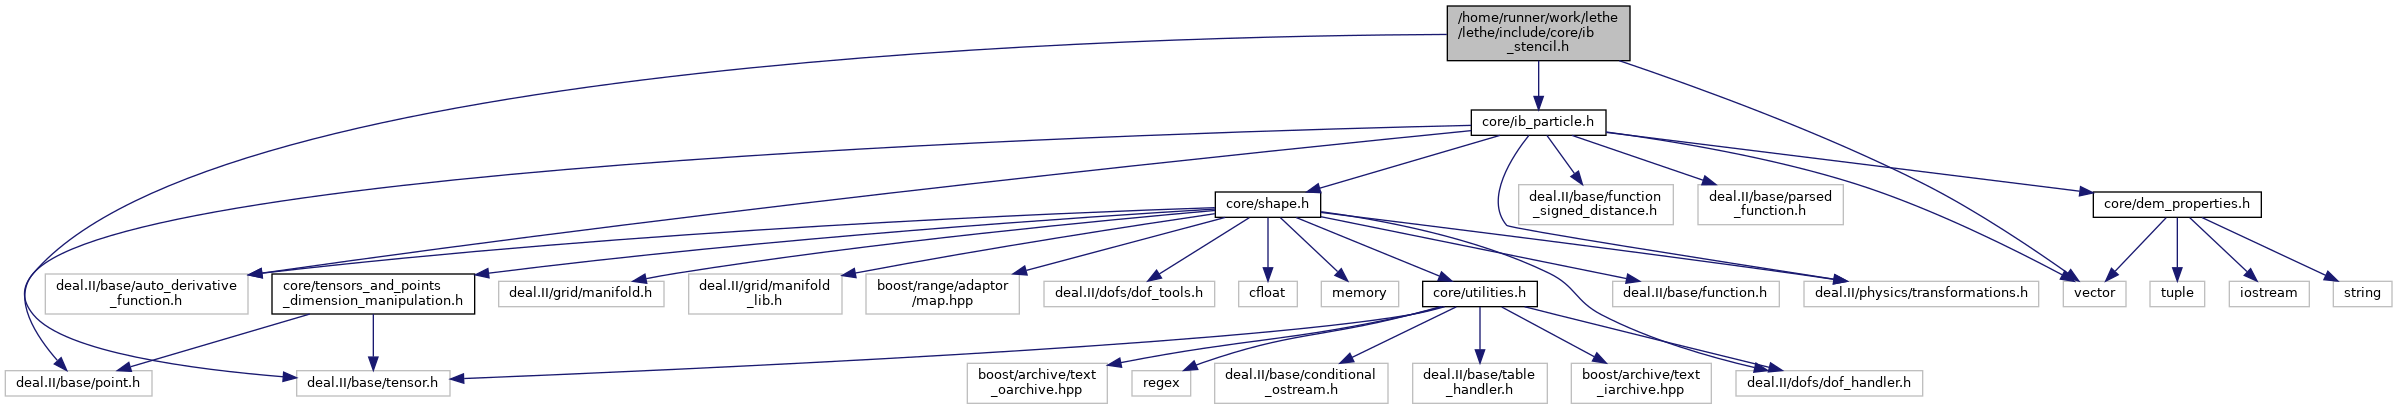 /home/runner/work/lethe
/lethe/include/core/ib
_stencil.h
core/ib_particle.h
core/shape.h
deal.II/base/function
_signed_distance.h
deal.II/base/parsed
_function.h
core/dem_properties.h
deal.II/base/auto_derivative
_function.h
core/tensors_and_points
_dimension_manipulation.h
deal.II/grid/manifold.h
deal.II/grid/manifold
_lib.h
boost/range/adaptor
/map.hpp
deal.II/dofs/dof_tools.h
cfloat
memory
core/utilities.h
deal.II/base/function.h
deal.II/physics/transformations.h
vector
tuple
iostream
string
deal.II/base/point.h
deal.II/base/tensor.h
boost/archive/text
_oarchive.hpp
regex
deal.II/base/conditional
_ostream.h
deal.II/base/table
_handler.h
boost/archive/text
_iarchive.hpp
deal.II/dofs/dof_handler.h